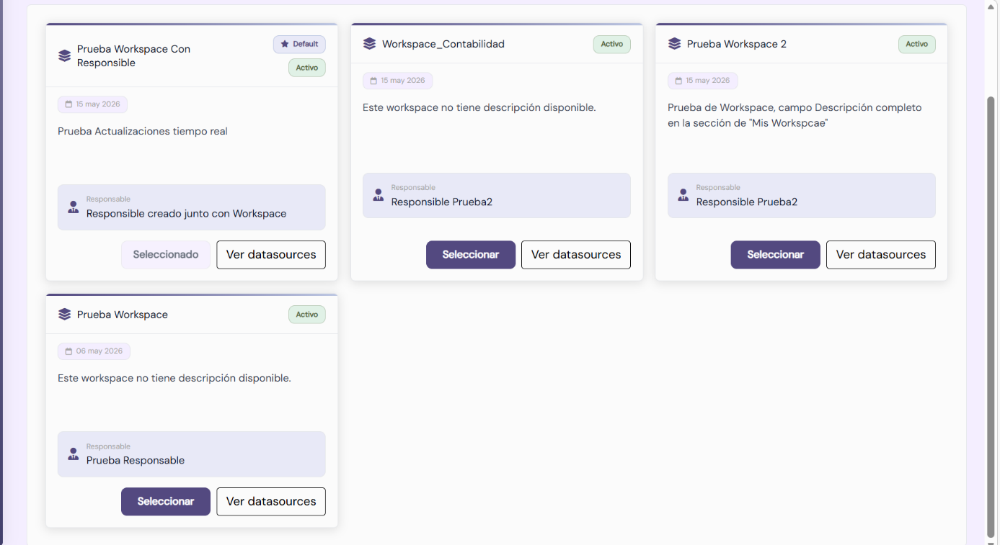 Prueba Workspace Con
Responsible
Default
Activo
15 may 2026
Prueba Actualizaciones tiempo real
Responsable
Responsible creado junto con Workspace
Seleccionado
Ver datasources
Workspace_Contabilidad
Activo
15 may 2026
Este workspace no tiene descripción disponible.
Responsable
Responsible Prueba2
Seleccionar
Ver datasources
Prueba Workspace 2
Activo
15 may 2026
Prueba de Workspace, campo Descripción completo
en la sección de "Mis Workspcae"
Responsable
Responsible Prueba2
Seleccionar
Ver datasources
Prueba Workspace
Activo
06 may 2026
Este workspace no tiene descripción disponible.
Responsable
Prueba Responsable
Seleccionar
Ver datasources